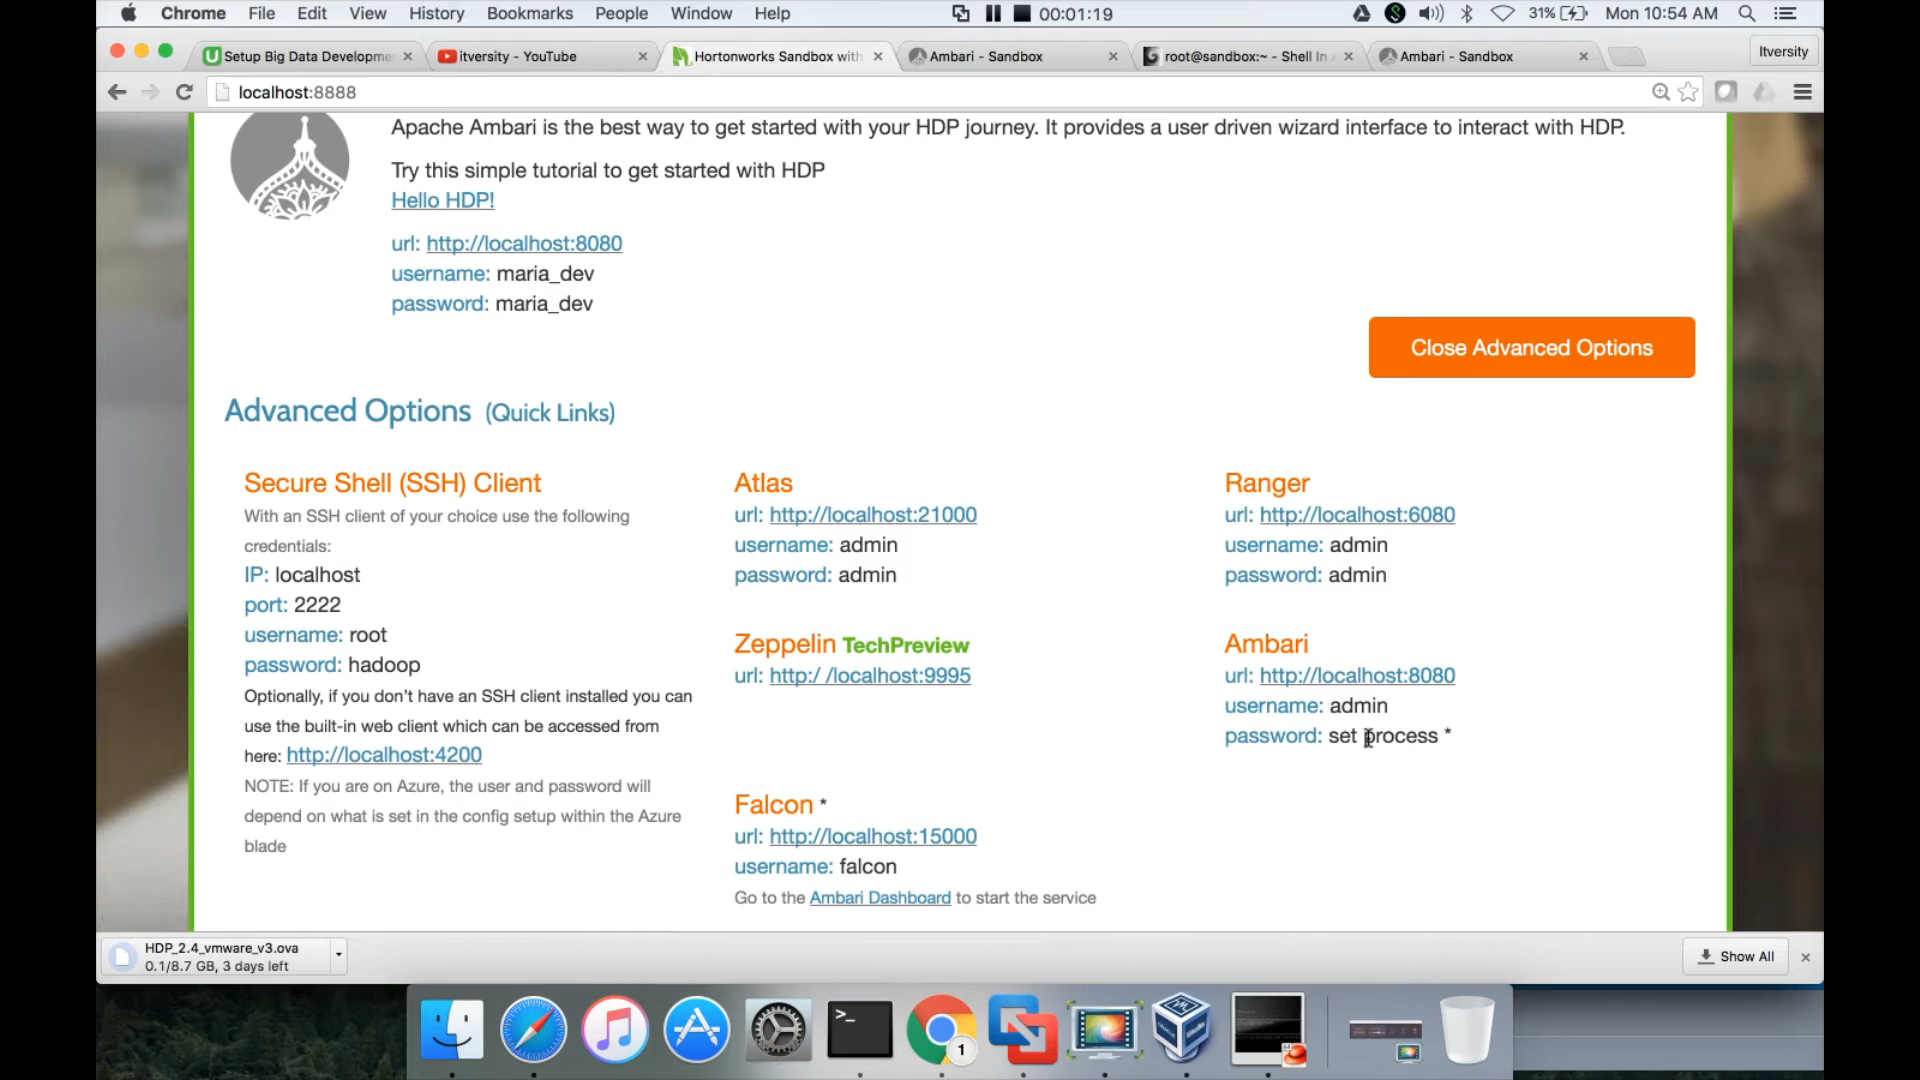 Chrome File Edit View History Bookmarks People Window Help 00:01:19 31% Mon 10:54 AM
Setup Big Data Developme
itversity - YouTube
Hortonworks Sandbox with
Ambari - Sandbox
root@sandbox:~ - Shell In A
Ambari - Sandbox
Itversity
localhost:8888
Apache Ambari is the best way to get started with your HDP journey. It provides a user driven wizard interface to interact with HDP.
Try this simple tutorial to get started with HDP
Hello HDP!
url: http://localhost:8080
username: maria_dev
password: maria_dev
Close Advanced Options
Advanced Options (Quick Links)
Secure Shell (SSH) Client
With an SSH client of your choice use the following
credentials:
IP: localhost
port: 2222
username: root
password: hadoop
Optionally, if you don't have an SSH client installed you can
use the built-in web client which can be accessed from
here: http://localhost:4200
NOTE: If you are on Azure, the user and password will
depend on what is set in the config setup within the Azure
blade
Atlas
url: http://localhost:21000
username: admin
password: admin
Zeppelin TechPreview
url: http:/ /localhost:9995
Falcon *
url: http://localhost:15000
username: falcon
Go to the Ambari Dashboard to start the service
Ranger
url: http://localhost:6080
username: admin
password: admin
Ambari
url: http://localhost:8080
username: admin
password: set process *
HDP_2.4_vmware_v3.ova
0.1/8.7 GB, 3 days left
Show All
1